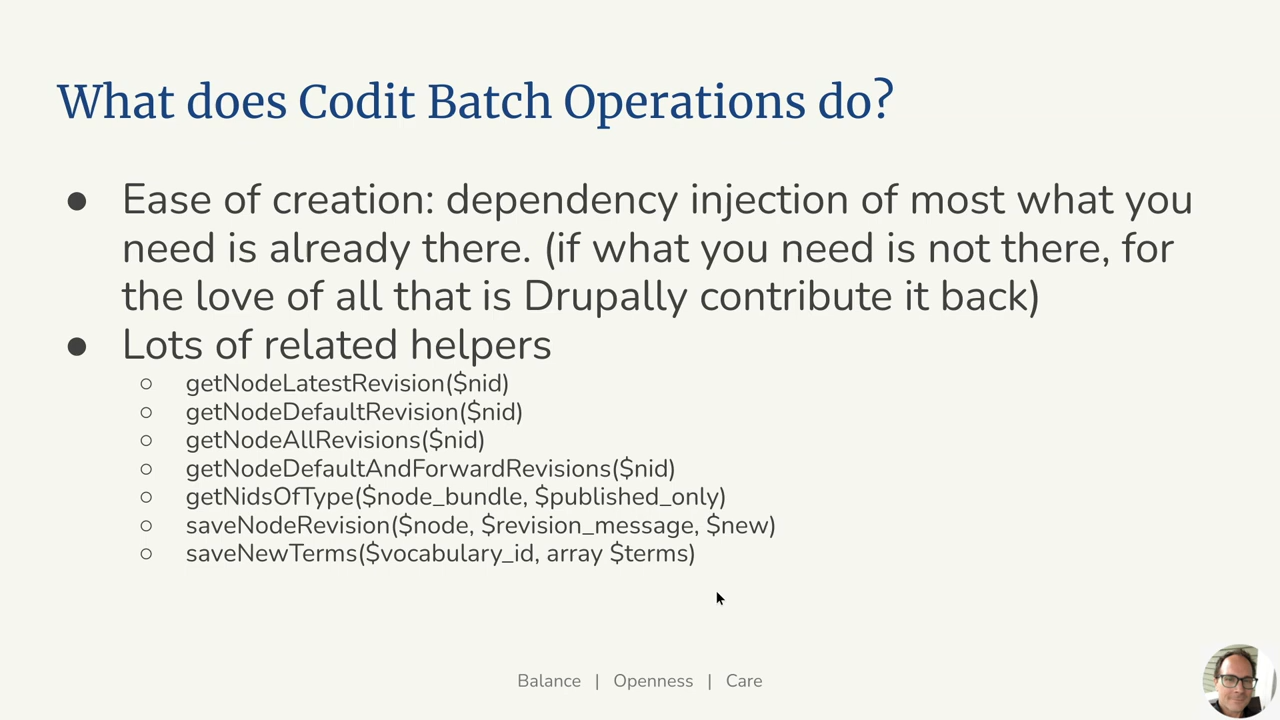 What does Codit Batch Operations do?
● Ease of creation: dependency injection of most what you
need is already there. (if what you need is not there, for
the love of all that is Drupally contribute it back)
● Lots of related helpers
○ getNodeLatestRevision($nid)
○ getNodeDefaultRevision($nid)
○ getNodeAllRevisions($nid)
○ getNodeDefaultAndForwardRevisions($nid)
○ getNidsOfType($node_bundle, $published_only)
○ saveNodeRevision($node, $revision_message, $new)
○ saveNewTerms($vocabulary_id, array $terms)
Balance | Openness | Care